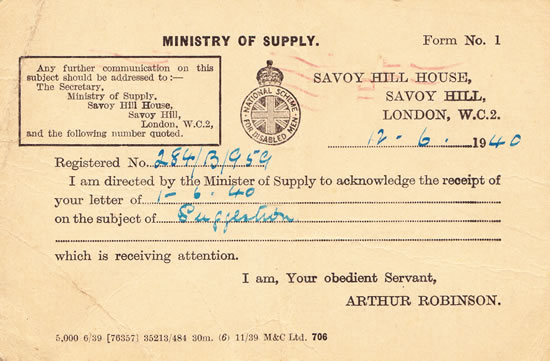 MINISTRY OF SUPPLY.
Form No. 1
Any further communication on this
subject should be addressed to:—
The Secretary,
Ministry of Supply,
Savoy Hill House,
Savoy Hill,
London, W.C.2,
and the following number quoted.
NATIONAL SCHEME
FOR DISABLED MEN
SAVOY HILL HOUSE,
SAVOY HILL,
LONDON, W.C.2.
12. 6. 1940
Registered No. 284/B/959
I am directed by the Minister of Supply to acknowledge the receipt of
your letter of 1-6.40
on the subject of Suggestion
which is receiving attention.
I am, Your obedient Servant,
ARTHUR ROBINSON.
5,000 6/39 [76357] 35213/484 30m. (6) 11/39 M&C Ltd. 706